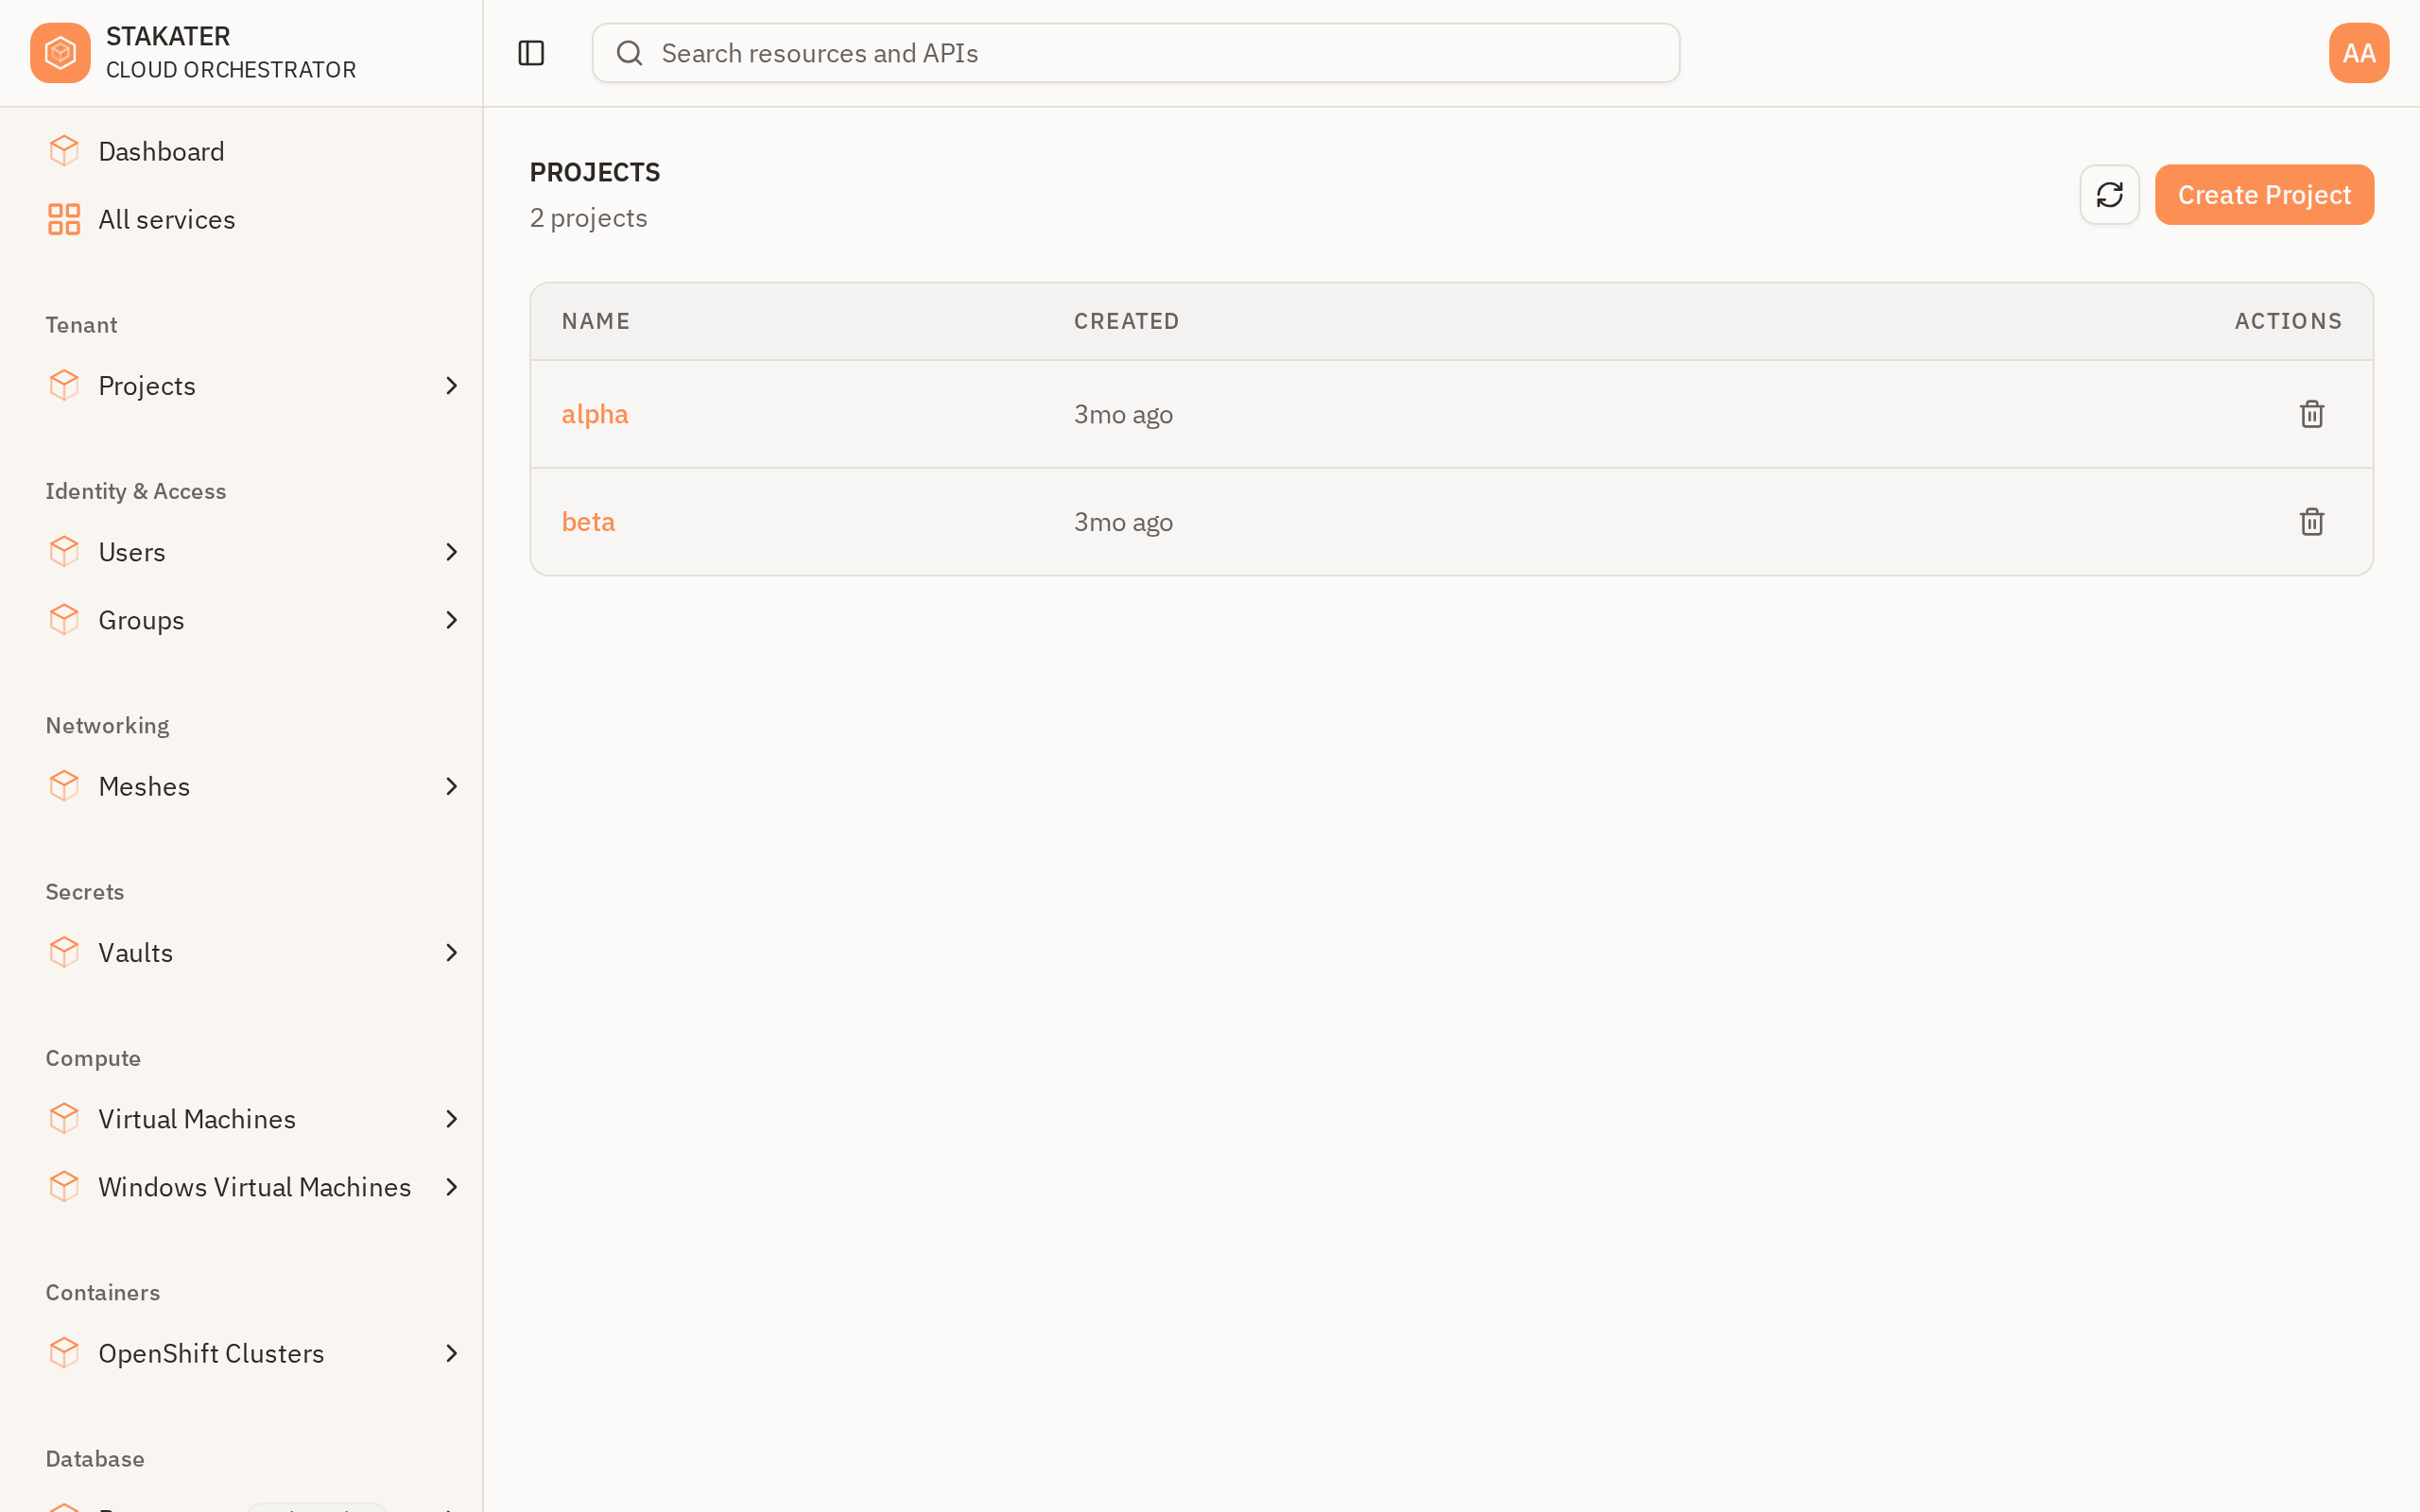 STAKATER
CLOUD ORCHESTRATOR
Search resources and APIs
AA
Dashboard
All services
Tenant
Projects
Identity & Access
Users
Groups
Networking
Meshes
Secrets
Vaults
Compute
Virtual Machines
Windows Virtual Machines
Containers
OpenShift Clusters
Database
PROJECTS
2 projects
Create Project
NAME CREATED ACTIONS
alpha 3mo ago
beta 3mo ago